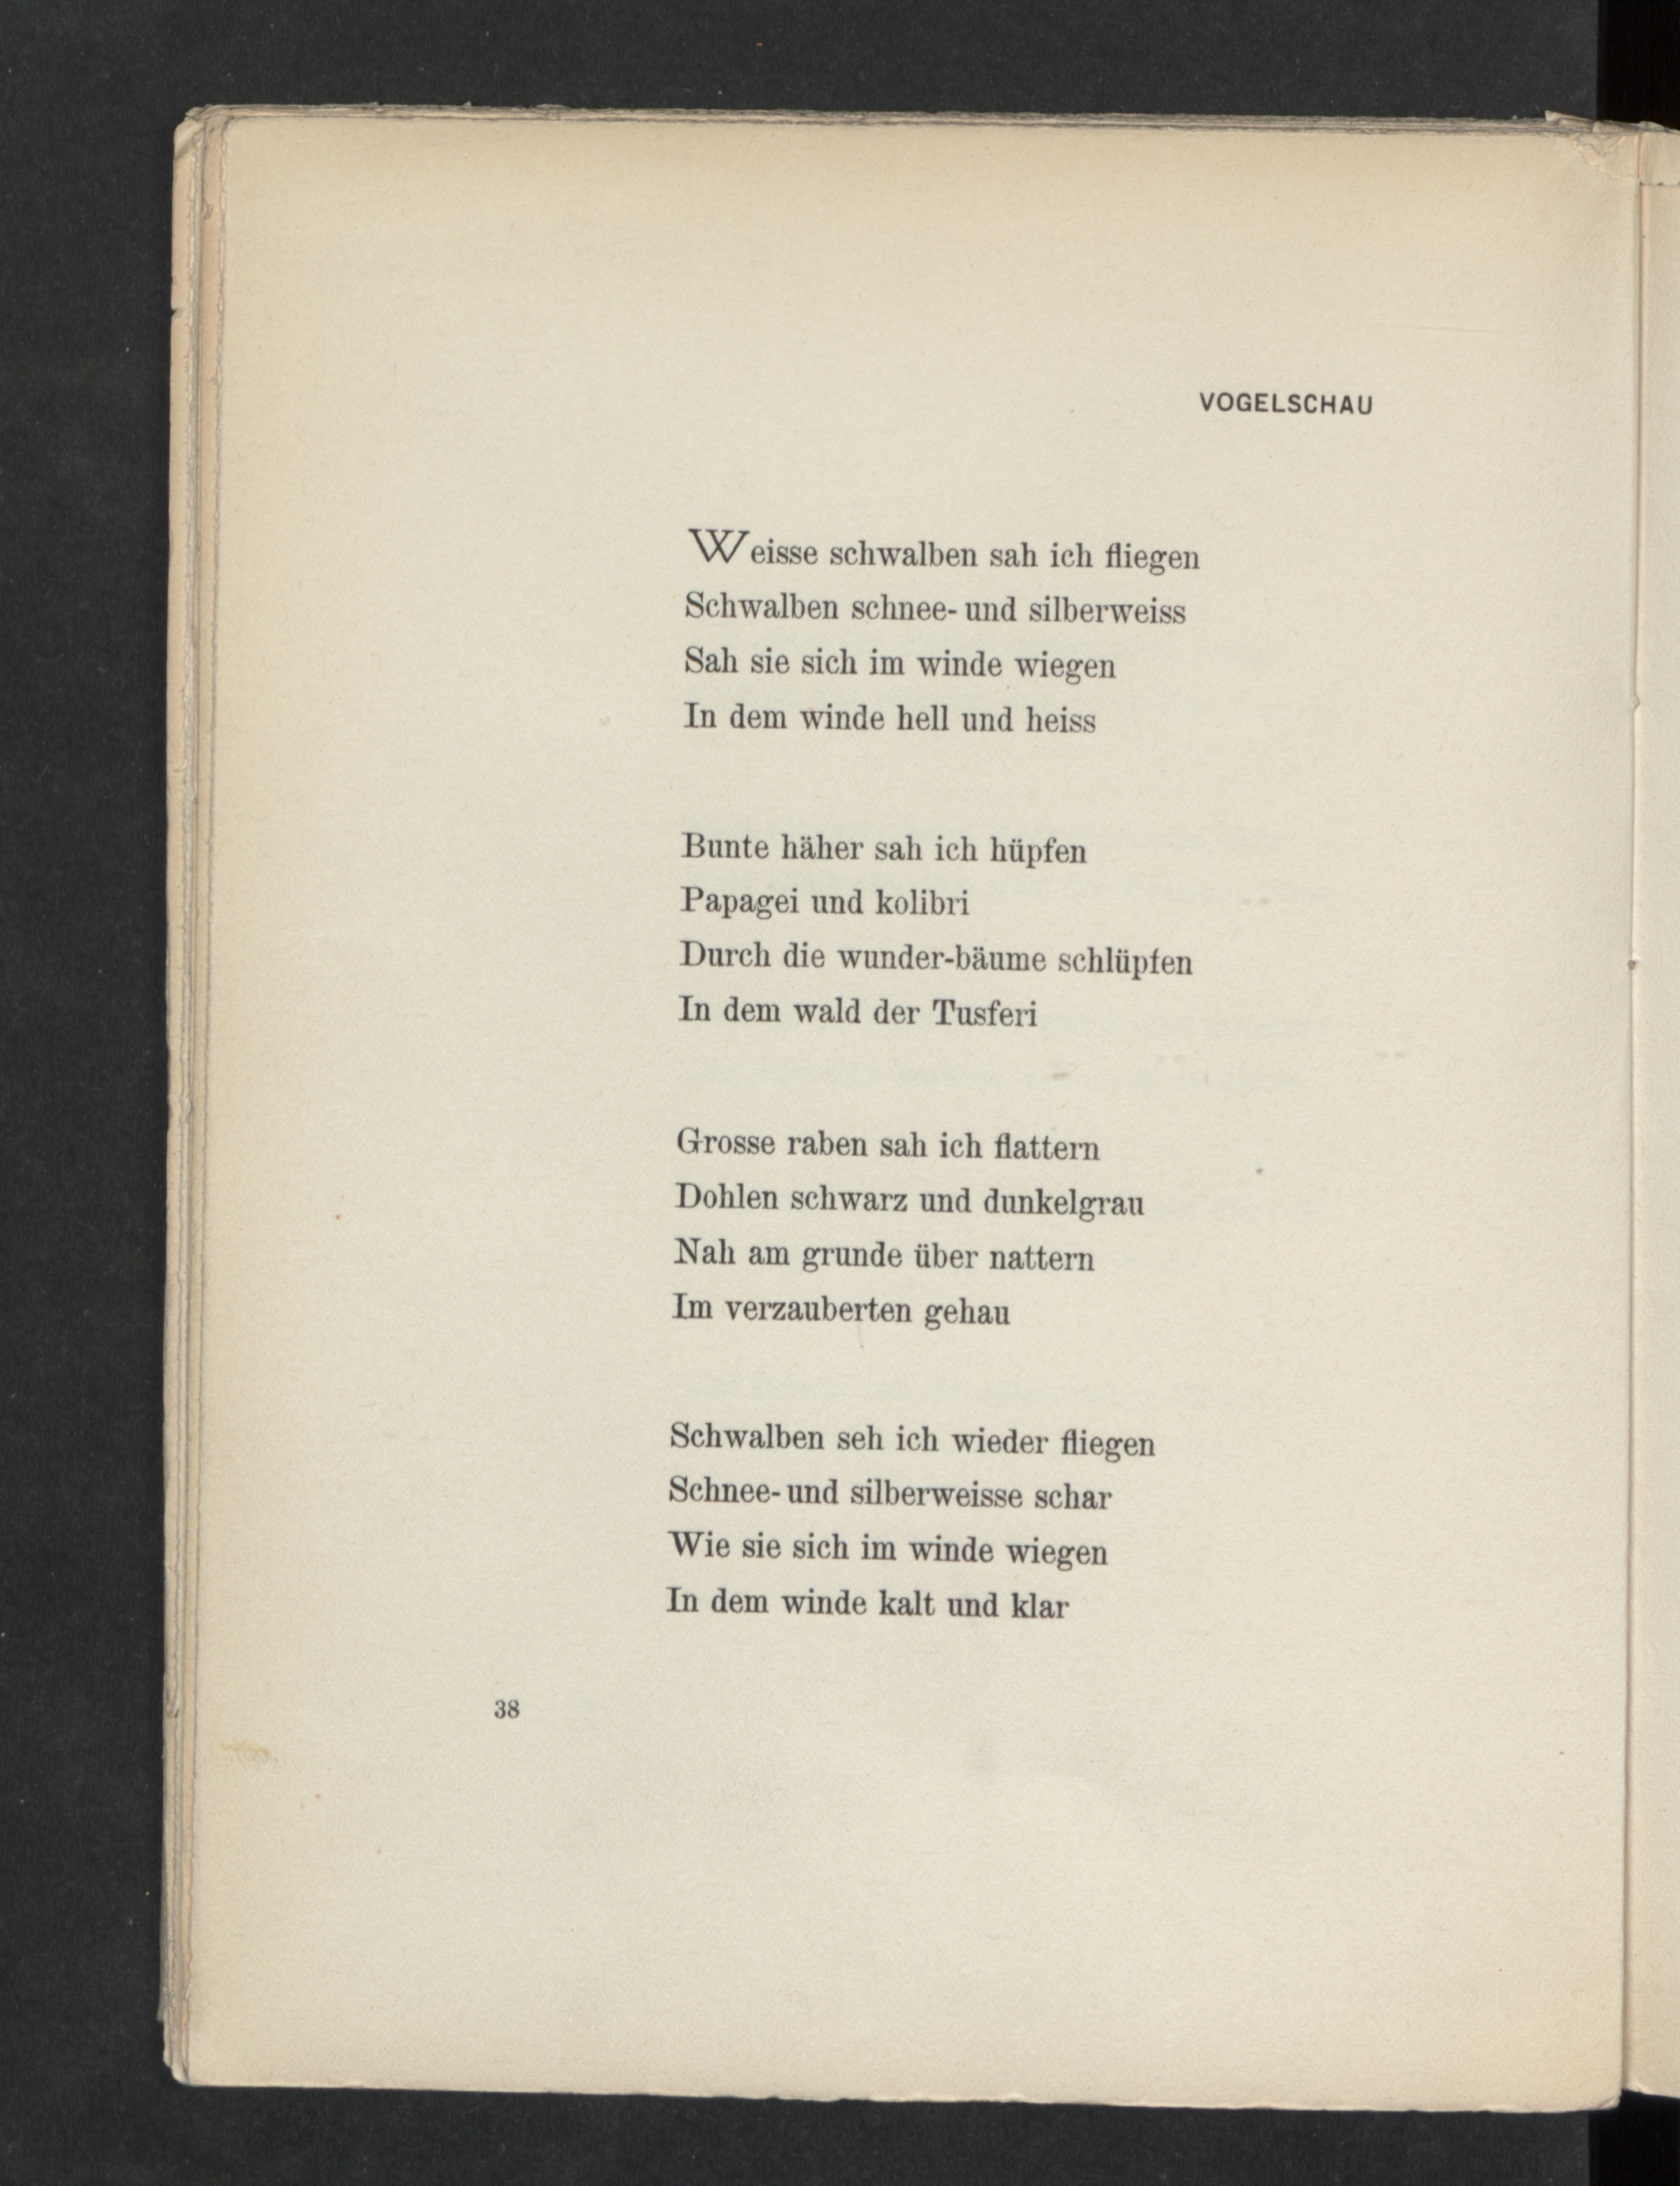 VOGELSCHAU
Weisse schwalben sah ich fliegen
Schwalben schnee- und silberweiss
Sah sie sich im winde wiegen
In dem winde hell und heiss
Bunte häher sah ich hüpfen
Papagei und kolibri
Durch die wunder-bäume schlüpfen
In dem wald der Tusferi
Grosse raben sah ich flattern
Dohlen schwarz und dunkelgrau
Nah am grunde über nattern
Im verzauberten gehau
Schwalben seh ich wieder fliegen
Schnee- und silberweisse schar
Wie sie sich im winde wiegen
In dem winde kalt und klar
38